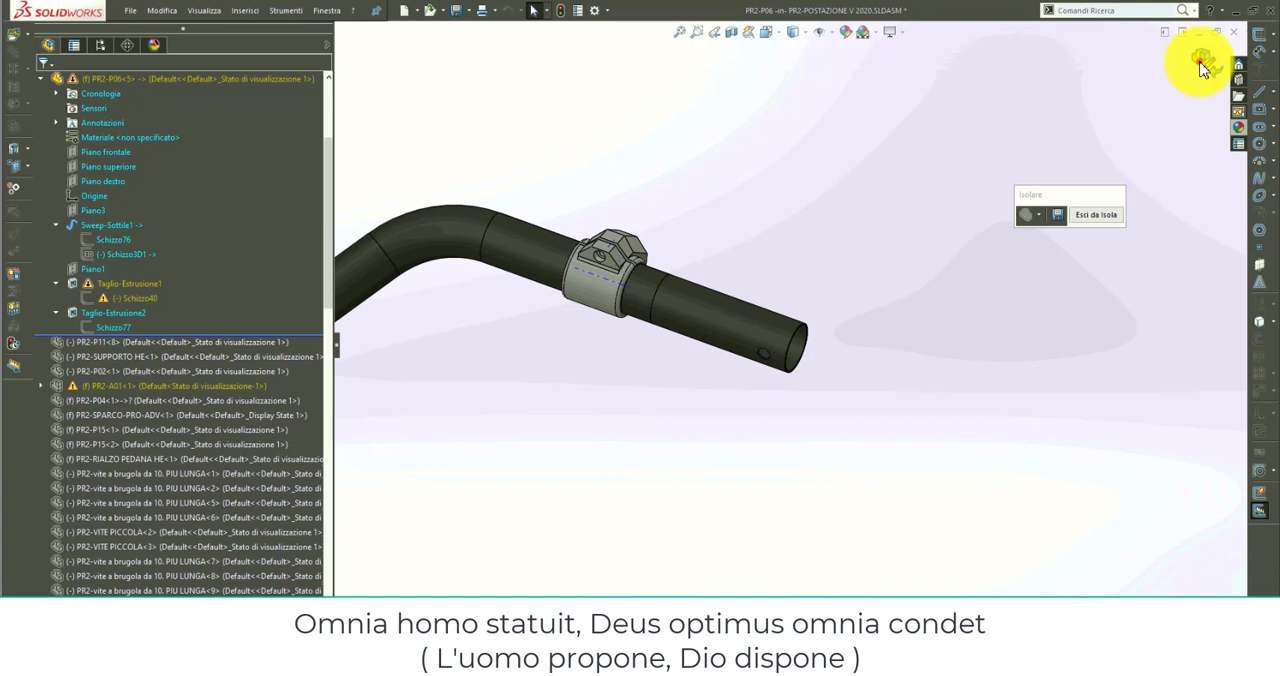 SOLIDWORKS
File Modifica Visualizza Inserisci Strumenti Finestra ?
PR2-P06 -in- PR2-POSTAZIONE V 2020.SLDASM *
Comandi Ricerca
(f) PR2-P06<5> -> (Default<<Default>_Stato di visualizzazione 1>)
Cronologia
Sensori
Annotazioni
Materiale <non specificato>
Piano frontale
Piano superiore
Piano destro
Origine
Piano3
Sweep-Sottile1 ->
Schizzo76
(-) Schizzo3D1 ->
Piano1
Taglio-Estrusione1
(-) Schizzo40
Taglio-Estrusione2
Schizzo77
(-) PR2-P11<8> (Default<<Default>_Stato di visualizzazione 1>)
(-) PR2-SUPPORTO HE<1> (Default<<Default>_Stato di visualizzazione 1>
(-) PR2-P02<1> (Default<<Default>_Stato di visualizzazione 1>)
(f) PR2-A01<1> (Default<Stato di visualizzazione-1>)
(f) PR2-P04<1>->? (Default<<Default>_Stato di visualizzazione 1>)
(f) PR2-SPARCO-PRO-ADV<1> (Default<<Default>_Display State 1>)
(f) PR2-P15<1> (Default<<Default>_Stato di visualizzazione 1>)
(f) PR2-P15<2> (Default<<Default>_Stato di visualizzazione 1>)
(f) PR2-RIALZO PEDANA HE<1> (Default<<Default>_Stato di visualizzazio
(-) PR2-vite a brugola da 10. PIU LUNGA<1> (Default<<Default>_Stato di
(-) PR2-vite a brugola da 10. PIU LUNGA<2> (Default<<Default>_Stato di
(-) PR2-vite a brugola da 10. PIU LUNGA<5> (Default<<Default>_Stato di
(-) PR2-vite a brugola da 10. PIU LUNGA<6> (Default<<Default>_Stato di
(-) PR2-VITE PICCOLA<2> (Default<<Default>_Stato di visualizzazione 1>
(-) PR2-VITE PICCOLA<3> (Default<<Default>_Stato di visualizzazione 1>
(-) PR2-vite a brugola da 10. PIU LUNGA<7> (Default<<Default>_Stato di
(-) PR2-vite a brugola da 10. PIU LUNGA<8> (Default<<Default>_Stato di
(-) PR2-vite a brugola da 10. PIU LUNGA<9> (Default<<Default>_Stato di
Isolare
Esci da Isola
Omnia homo statuit, Deus optimus omnia condet
( L'uomo propone, Dio dispone )